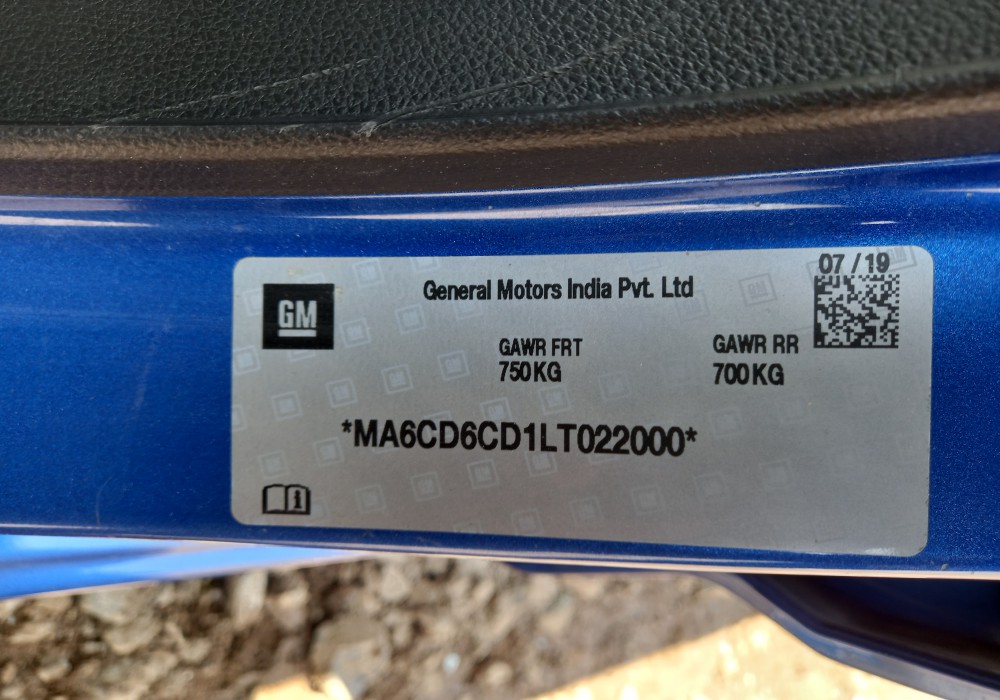 07 / 19
GM
General Motors India Pvt. Ltd
GAWR FRT
750KG
GAWR RR
700KG
*MA6CD6CD1LT022000*
i